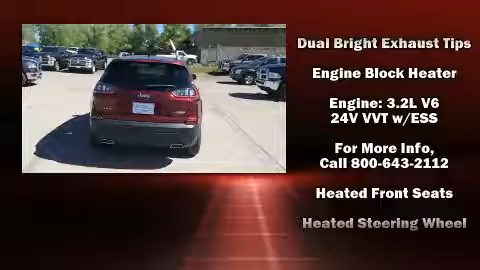 Dual Bright Exhaust Tips
Engine Block Heater
Engine: 3.2L V6
24V VVT w/ESS
For More Info,
Call 800-643-2112
Heated Front Seats
Heated Steering Wheel
Jeep